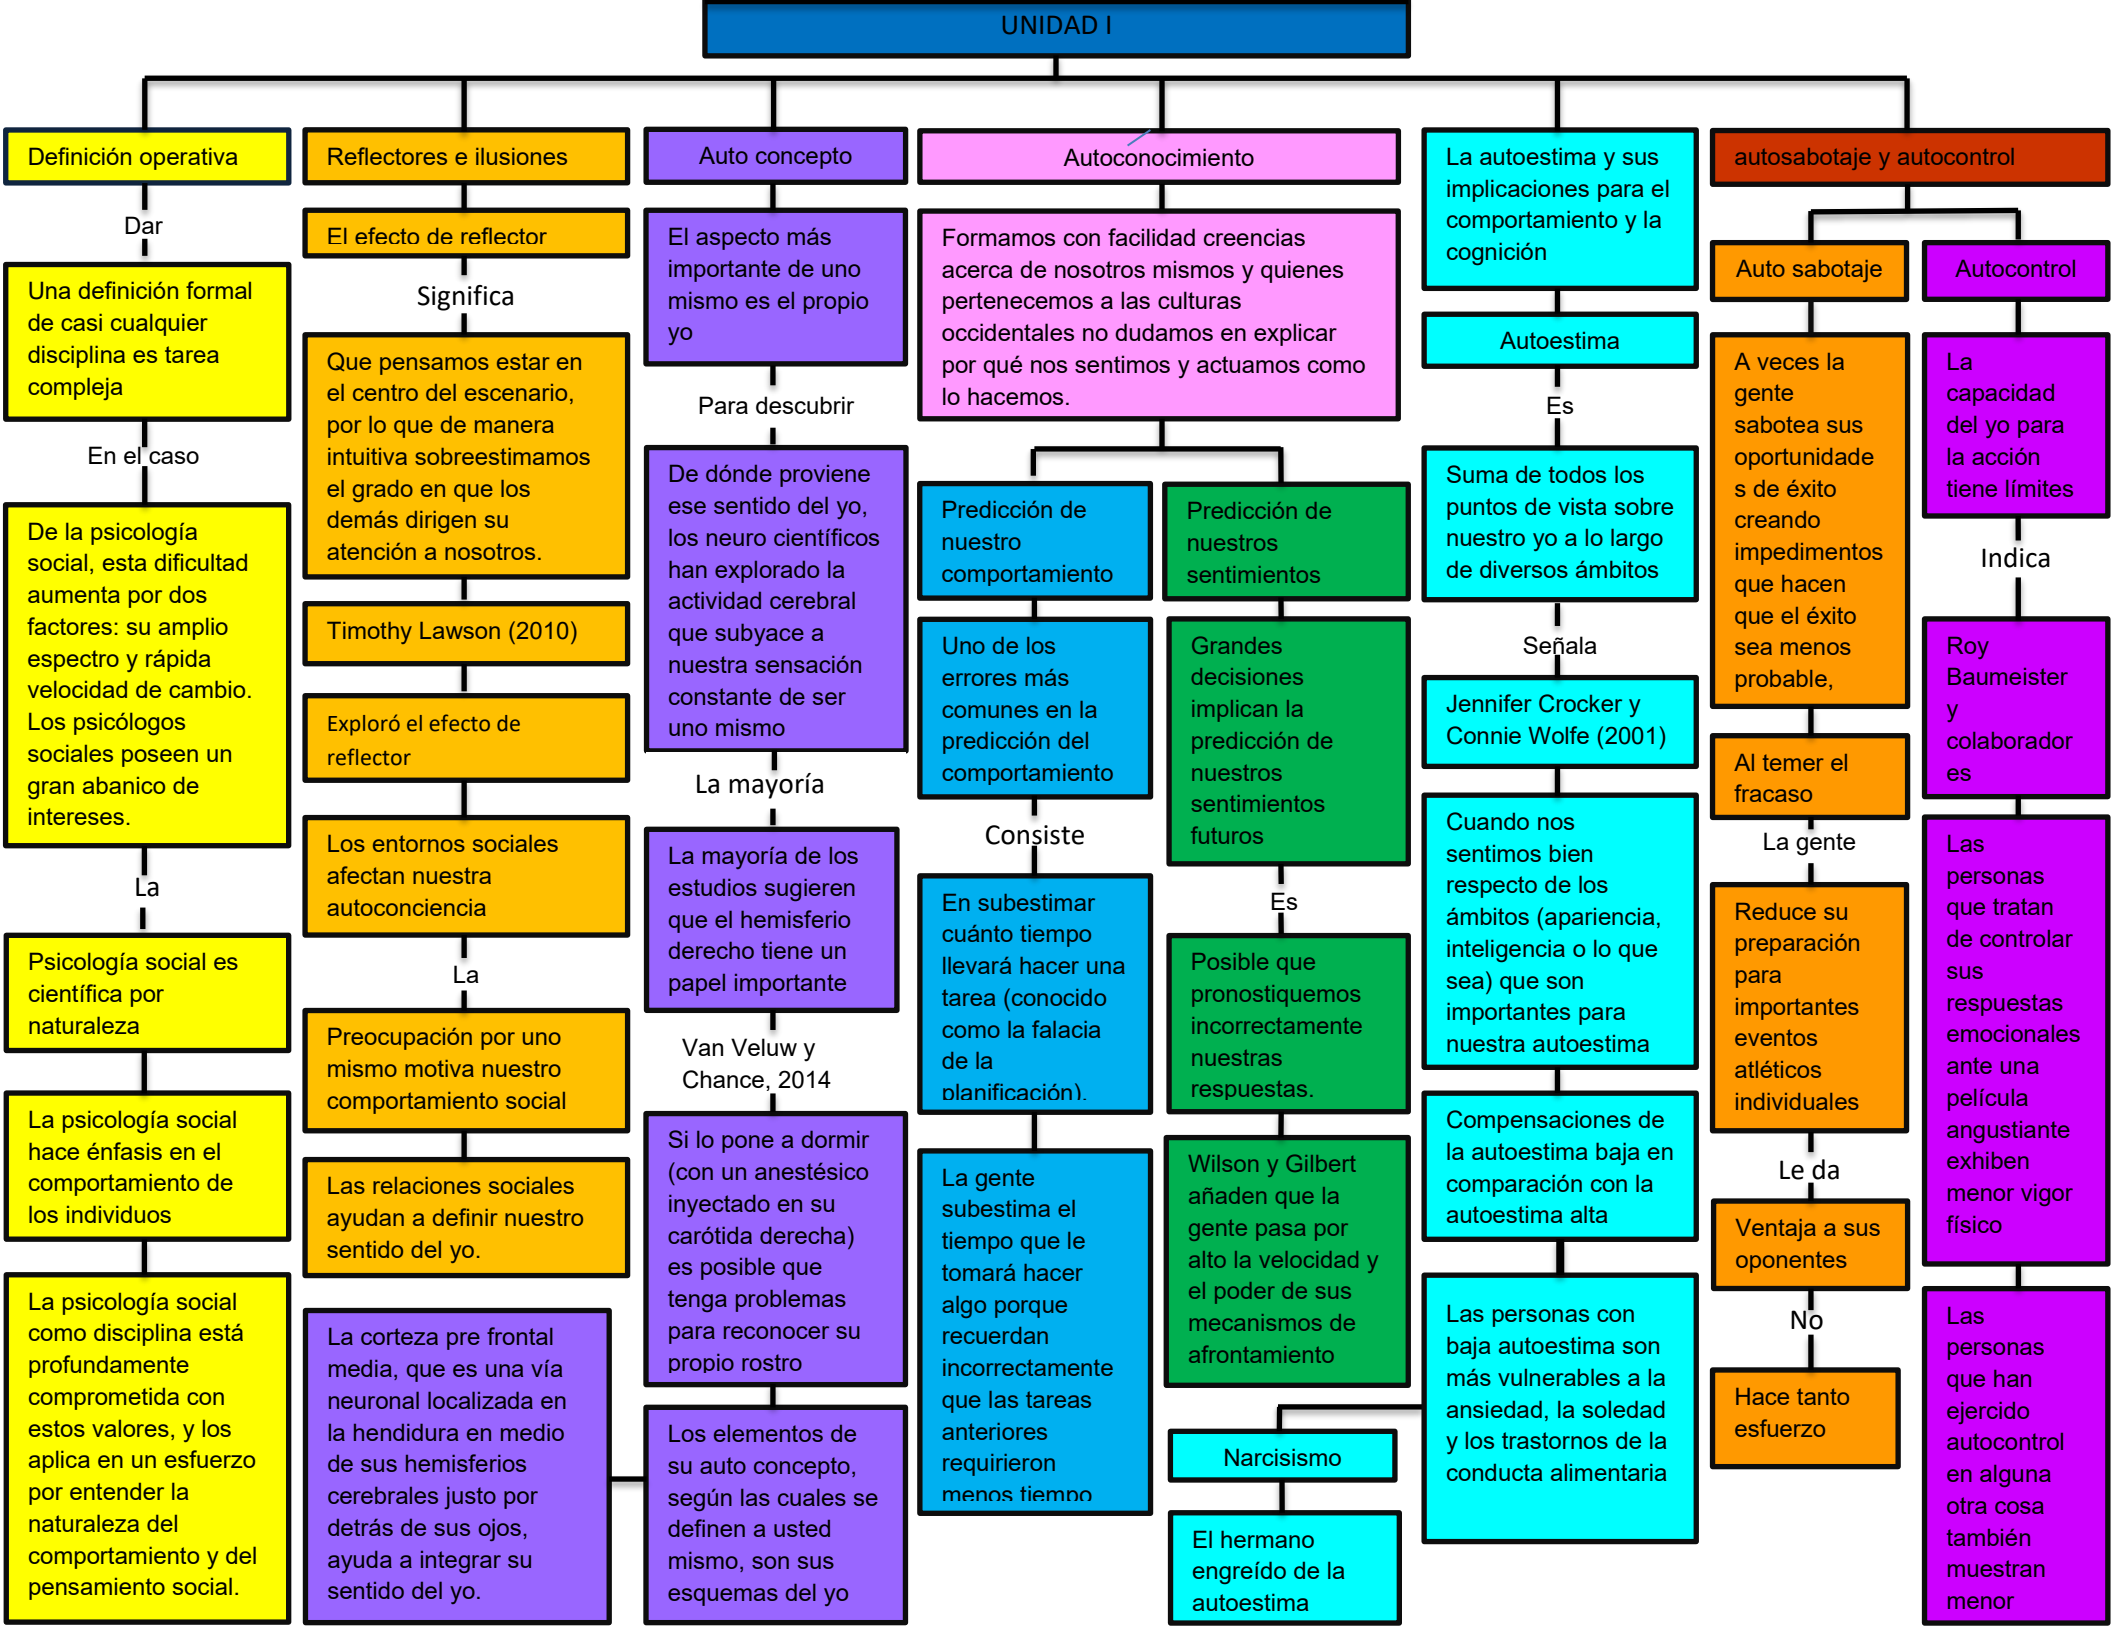 UNIDAD I
Definición operativa
Dar
Una definición formal
de casi cualquier
disciplina es tarea
compleja
En el caso
De la psicología
social, esta dificultad
aumenta por dos
factores: su amplio
espectro y rápida
velocidad de cambio.
Los psicólogos
sociales poseen un
gran abanico de
intereses.
La
Psicología social es
científica por
naturaleza
La psicología social
hace énfasis en el
comportamiento de
los individuos
La psicología social
como disciplina está
profundamente
comprometida con
estos valores, y los
aplica en un esfuerzo
por entender la
naturaleza del
comportamiento y del
pensamiento social.
Reflectores e ilusiones
El efecto de reflector
Significa
Que pensamos estar en
el centro del escenario,
por lo que de manera
intuitiva sobreestimamos
el grado en que los
demás dirigen su
atención a nosotros.
Timothy Lawson (2010)
Exploró el efecto de
reflector
Los entornos sociales
afectan nuestra
autoconciencia
La
Preocupación por uno
mismo motiva nuestro
comportamiento social
Las relaciones sociales
ayudan a definir nuestro
sentido del yo.
Auto concepto
El aspecto más
importante de uno
mismo es el propio
yo
Para descubrir
De dónde proviene
ese sentido del yo,
los neuro científicos
han explorado la
actividad cerebral
que subyace a
nuestra sensación
constante de ser
uno mismo
La mayoría
La mayoría de los
estudios sugieren
que el hemisferio
derecho tiene un
papel importante
Van Veluw y
Chance, 2014
Si lo pone a dormir
(con un anestésico
inyectado en su
carótida derecha)
es posible que
tenga problemas
para reconocer su
propio rostro
Los elementos de
su auto concepto,
según las cuales se
definen a usted
mismo, son sus
esquemas del yo
La corteza pre frontal
media, que es una vía
neuronal localizada en
la hendidura en medio
de sus hemisferios
cerebrales justo por
detrás de sus ojos,
ayuda a integrar su
sentido del yo.
Autoconocimiento
Formamos con facilidad creencias
acerca de nosotros mismos y quienes
pertenecemos a las culturas
occidentales no dudamos en explicar
por qué nos sentimos y actuamos como
lo hacemos.
Predicción de
nuestro
comportamiento
Uno de los
errores más
comunes en la
predicción del
comportamiento
Consiste
En subestimar
cuánto tiempo
llevará hacer una
tarea (conocido
como la falacia
de la
planificación).
La gente
subestima el
tiempo que le
tomará hacer
algo porque
recuerdan
incorrectamente
que las tareas
anteriores
requirieron
menos tiempo
Predicción de
nuestros
sentimientos
Grandes
decisiones
implican la
predicción de
nuestros
sentimientos
futuros
Es
Posible que
pronostiquemos
incorrectamente
nuestras
respuestas.
Wilson y Gilbert
añaden que la
gente pasa por
alto la velocidad y
el poder de sus
mecanismos de
afrontamiento
La autoestima y sus
implicaciones para el
comportamiento y la
cognición
Autoestima
Es
Suma de todos los
puntos de vista sobre
nuestro yo a lo largo
de diversos ámbitos
Señala
Jennifer Crocker y
Connie Wolfe (2001)
Cuando nos
sentimos bien
respecto de los
ámbitos (apariencia,
inteligencia o lo que
sea) que son
importantes para
nuestra autoestima
Compensaciones de
la autoestima baja en
comparación con la
autoestima alta
Las personas con
baja autoestima son
más vulnerables a la
ansiedad, la soledad
y los trastornos de la
conducta alimentaria
Narcisismo
El hermano
engreído de la
autoestima
autosabotaje y autocontrol
Auto sabotaje
A veces la
gente
sabotea sus
oportunidade
s de éxito
creando
impedimentos
que hacen
que el éxito
sea menos
probable,
Al temer el
fracaso
La gente
Reduce su
preparación
para
importantes
eventos
atléticos
individuales
Le da
Ventaja a sus
oponentes
No
Hace tanto
esfuerzo
Autocontrol
La
capacidad
del yo para
la acción
tiene límites
Indica
Roy
Baumeister
y
colaborador
es
Las
personas
que tratan
de controlar
sus
respuestas
emocionales
ante una
película
angustiante
exhiben
menor vigor
físico
Las
personas
que han
ejercido
autocontrol
en alguna
otra cosa
también
muestran
menor